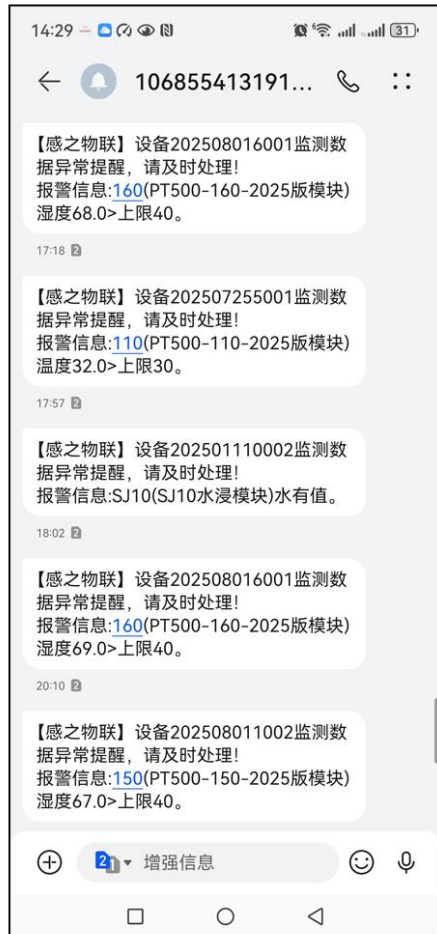 14:29
31
106855413191...
【感之物联】设备202508016001监测数
据异常提醒，请及时处理！
报警信息:160(PT500-160-2025版模块)
湿度68.0>上限40。
17:18 2
【感之物联】设备202507255001监测数
据异常提醒，请及时处理！
报警信息:110(PT500-110-2025版模块)
温度32.0>上限30。
17:57 2
【感之物联】设备202501110002监测数
据异常提醒，请及时处理！
报警信息:SJ10(SJ10水浸模块)水有值。
18:02 2
【感之物联】设备202508016001监测数
据异常提醒，请及时处理！
报警信息:160(PT500-160-2025版模块)
湿度69.0>上限40。
20:10 2
【感之物联】设备202508011002监测数
据异常提醒，请及时处理！
报警信息:150(PT500-150-2025版模块)
湿度67.0>上限40。
2 1 增强信息